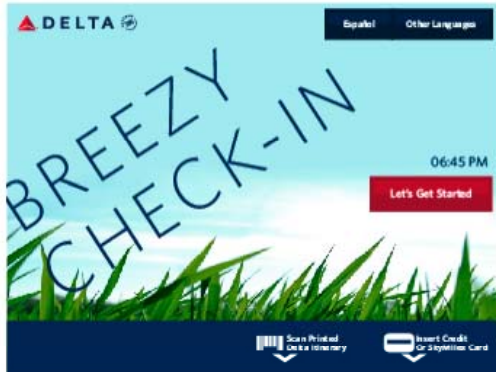 DELTA
Español
Other Languages
BREEZY
CHECK-IN
06:45 PM
Let's Get Started
Scan Printed
Delta Itinerary
Insert Credit
Or SkyMiles Card